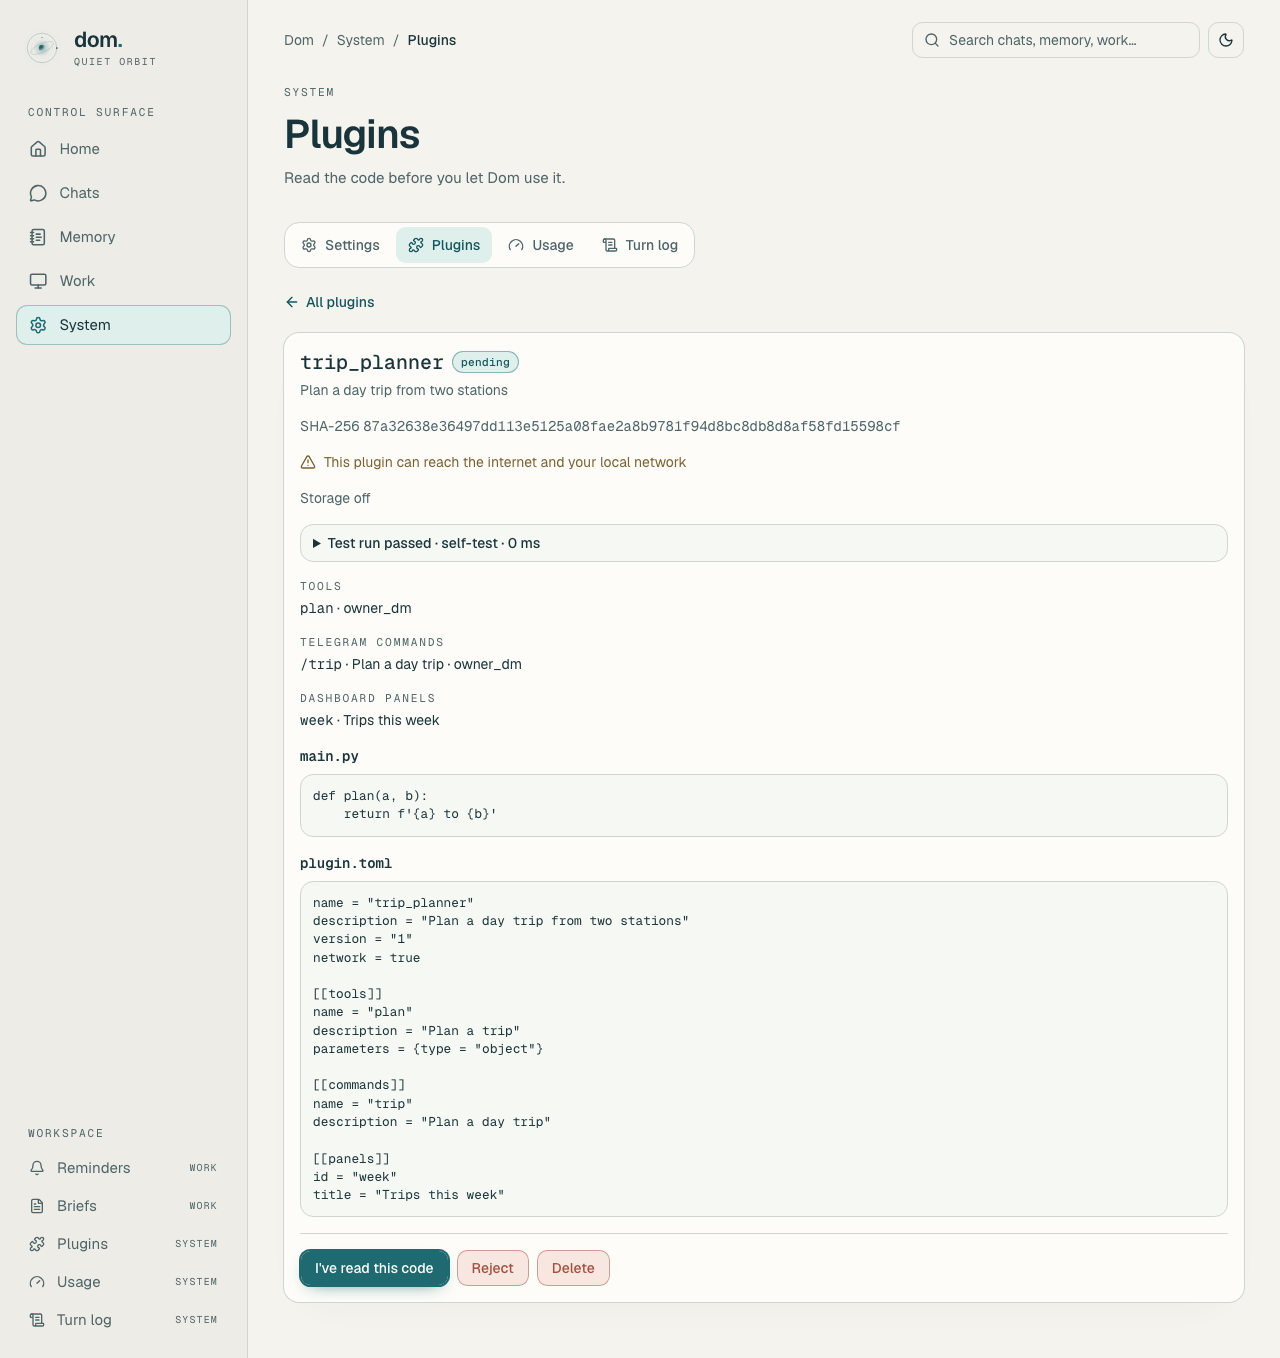 dom.
QUIET ORBIT
CONTROL SURFACE
Home
Chats
Memory
Work
System
WORKSPACE
Reminders WORK
Briefs WORK
Plugins SYSTEM
Usage SYSTEM
Turn log SYSTEM
Dom / System / Plugins
Search chats, memory, work…
SYSTEM
Plugins
Read the code before you let Dom use it.
Settings Plugins Usage Turn log
← All plugins
trip_planner pending
Plan a day trip from two stations
SHA-256 87a32638e36497dd113e5125a08fae2a8b9781f94d8bc8db8d8af58fd15598cf
This plugin can reach the internet and your local network
Storage off
Test run passed · self-test · 0 ms
TOOLS
plan · owner_dm
TELEGRAM COMMANDS
/trip · Plan a day trip · owner_dm
DASHBOARD PANELS
week · Trips this week
main.py
def plan(a, b):
    return f'{a} to {b}'
plugin.toml
name = "trip_planner"
description = "Plan a day trip from two stations"
version = "1"
network = true
[[tools]]
name = "plan"
description = "Plan a trip"
parameters = {type = "object"}
[[commands]]
name = "trip"
description = "Plan a day trip"
[[panels]]
id = "week"
title = "Trips this week"
I've read this code Reject Delete